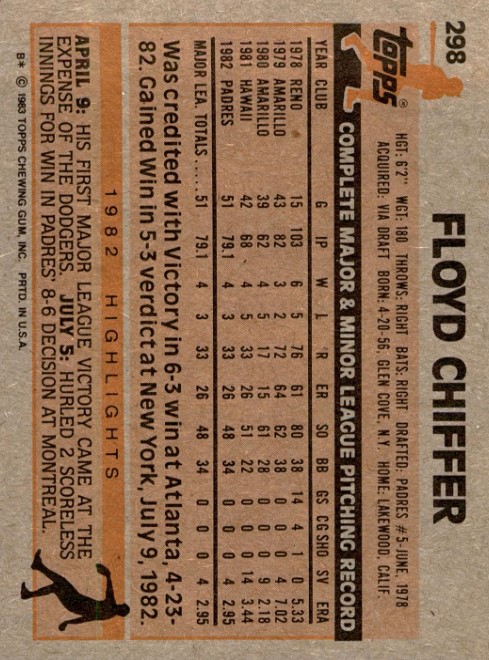 298
topps®
FLOYD CHIFFER
HGT: 6'2" WGT: 180 THROWS: RIGHT BATS: RIGHT DRAFTED: PADRES #5-JUNE, 1978
ACQUIRED: VIA DRAFT BORN: 4-20-56, GLEN COVE, N.Y. HOME: LAKEWOOD, CALIF.
COMPLETE MAJOR & MINOR LEAGUE PITCHING RECORD
YEAR CLUB G IP W L R ER SO BB GS CG SHO SV ERA
1978 RENO 15 103 6 5 76 61 80 38 14 4 1 0 5.33
1979 AMARILLO 43 82 3 2 72 64 62 38 0 0 0 4 7.02
1980 AMARILLO 39 62 4 5 17 15 61 28 0 0 0 9 2.18
1981 HAWAII 42 68 4 5 33 26 51 22 0 0 0 14 3.44
1982 PADRES 51 79.1 4 3 33 26 48 34 0 0 0 4 2.95
MAJOR LEA. TOTALS ..... 51 79.1 4 3 33 26 48 34 0 0 0 4 2.95
Was credited with Victory in 6-3 win at Atlanta, 4-23-
82. Gained Win in 5-3 verdict at New York, July 9, 1982.
1982 HIGHLIGHTS
APRIL 9: HIS FIRST MAJOR LEAGUE VICTORY CAME AT THE
EXPENSE OF THE DODGERS. JULY 5: HURLED 2 SCORELESS
INNINGS FOR WIN IN PADRES' 8-6 DECISION AT MONTREAL.
B* © 1983 TOPPS CHEWING GUM, INC. PRTD. IN U.S.A.